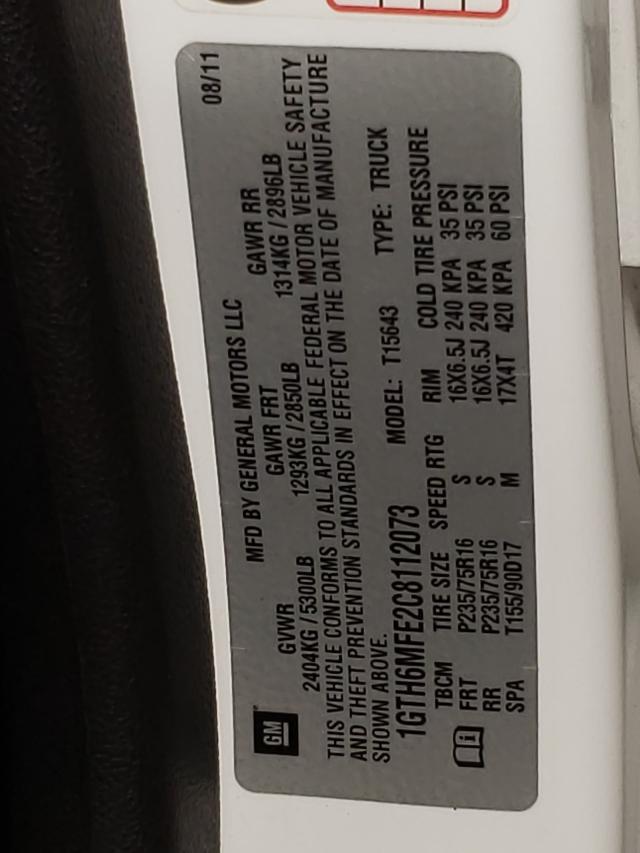 MFD BY GENERAL MOTORS LLC 08/11
GM
GVWR GAWR FRT GAWR RR
2404KG / 5300LB 1293KG / 2850LB 1314KG / 2896LB
THIS VEHICLE CONFORMS TO ALL APPLICABLE FEDERAL MOTOR VEHICLE SAFETY
AND THEFT PREVENTION STANDARDS IN EFFECT ON THE DATE OF MANUFACTURE
SHOWN ABOVE.
1GTH6MFE2C8112073 MODEL: T15643 TYPE: TRUCK
TBCM TIRE SIZE SPEED RTG RIM COLD TIRE PRESSURE
FRT P235/75R16 S 16X6.5J 240 KPA 35 PSI
RR P235/75R16 S 16X6.5J 240 KPA 35 PSI
SPA T155/90D17 M 17X4T 420 KPA 60 PSI